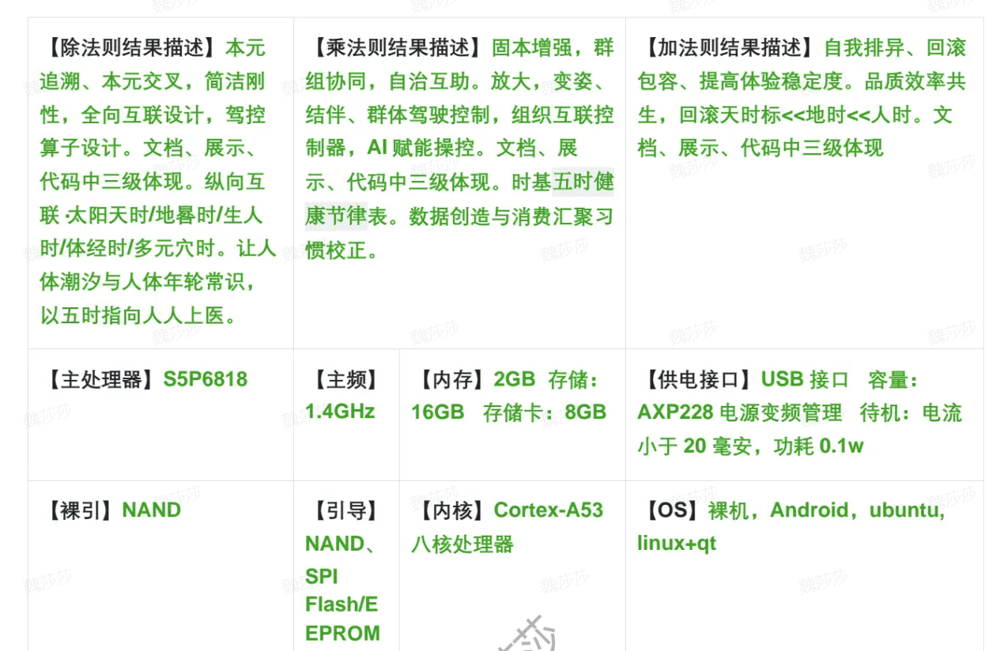 【除法则结果描述】本元
追溯、本元交叉，简洁刚
性，全向互联设计，驾控
算子设计。文档、展示、
代码中三级体现。纵向互
联·太阳天时/地晷时/生人
时/体经时/多元穴时。让人
体潮汐与人体年轮常识，
以五时指向人人上医。
【乘法则结果描述】固本增强，群
组协同，自治互助。放大，变姿、
结伴、群体驾驶控制，组织互联控
制器，AI 赋能操控。文档、展
示、代码中三级体现。时基五时健
康节律表。数据创造与消费汇聚习
惯校正。
【加法则结果描述】自我排异、回滚
包容、提高体验稳定度。品质效率共
生，回滚天时标<<地时<<人时。文
档、展示、代码中三级体现
【主处理器】S5P6818
【主频】
1.4GHz
【内存】2GB 存储：
16GB 存储卡：8GB
【供电接口】USB 接口 容量：
AXP228 电源变频管理 待机：电流
小于 20 毫安，功耗 0.1w
【裸引】NAND
【引导】
NAND、
SPI
Flash/E
EPROM
【内核】Cortex-A53
八核处理器
【OS】裸机，Android，ubuntu,
linux+qt
魏莎莎